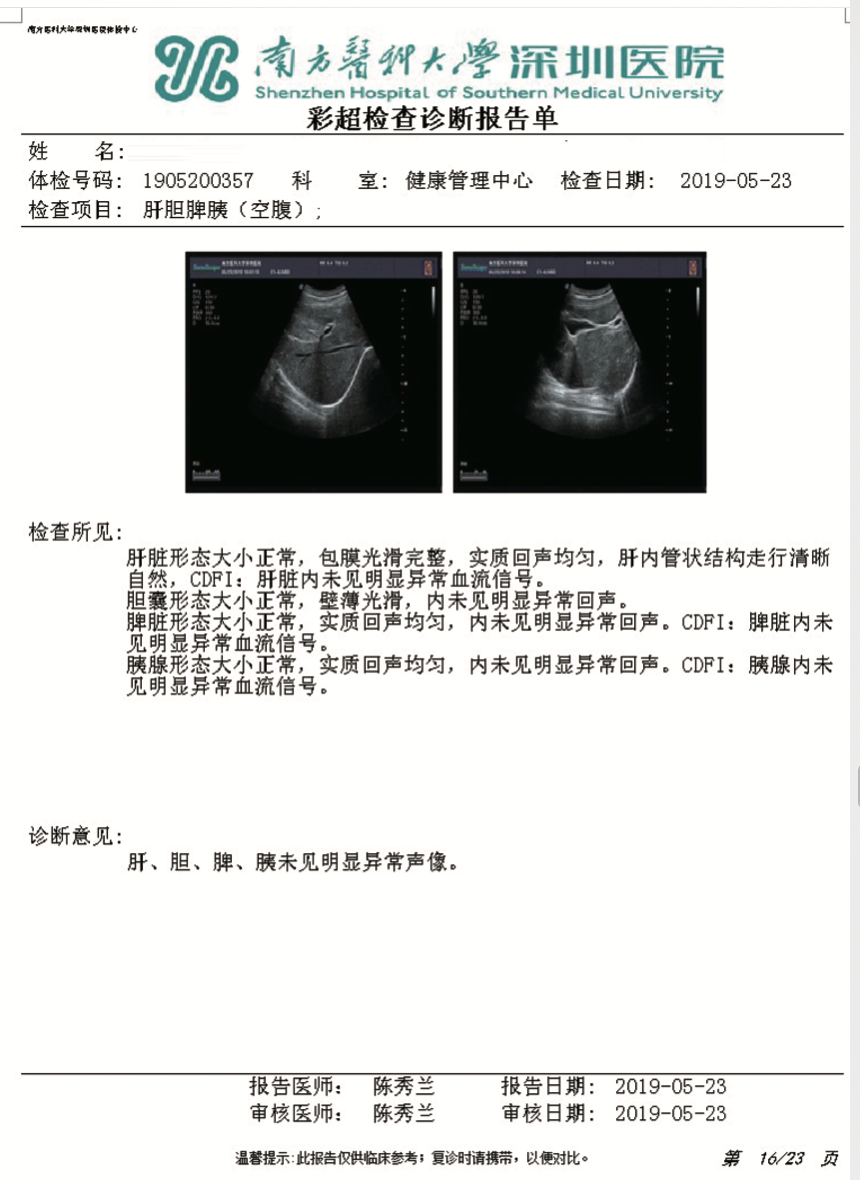 南方医科大学深圳医院体检中心
南方醫科大學深圳医院
Shenzhen Hospital of Southern Medical University
彩超检查诊断报告单
姓 名:
体检号码: 1905200357 科 室: 健康管理中心 检查日期: 2019-05-23
检查项目: 肝胆脾胰（空腹）;
检查所见:
肝脏形态大小正常，包膜光滑完整，实质回声均匀，肝内管状结构走行清晰
自然，CDFI：肝脏内未见明显异常血流信号。
胆囊形态大小正常，壁薄光滑，内未见明显异常回声。
脾脏形态大小正常，实质回声均匀，内未见明显异常回声。CDFI：脾脏内未
见明显异常血流信号。
胰腺形态大小正常，实质回声均匀，内未见明显异常回声。CDFI：胰腺内未
见明显异常血流信号。
诊断意见:
肝、胆、脾、胰未见明显异常声像。
报告医师: 陈秀兰 报告日期: 2019-05-23
审核医师: 陈秀兰 审核日期: 2019-05-23
温馨提示:此报告仅供临床参考；复诊时请携带，以便对比。
第 16/23 页